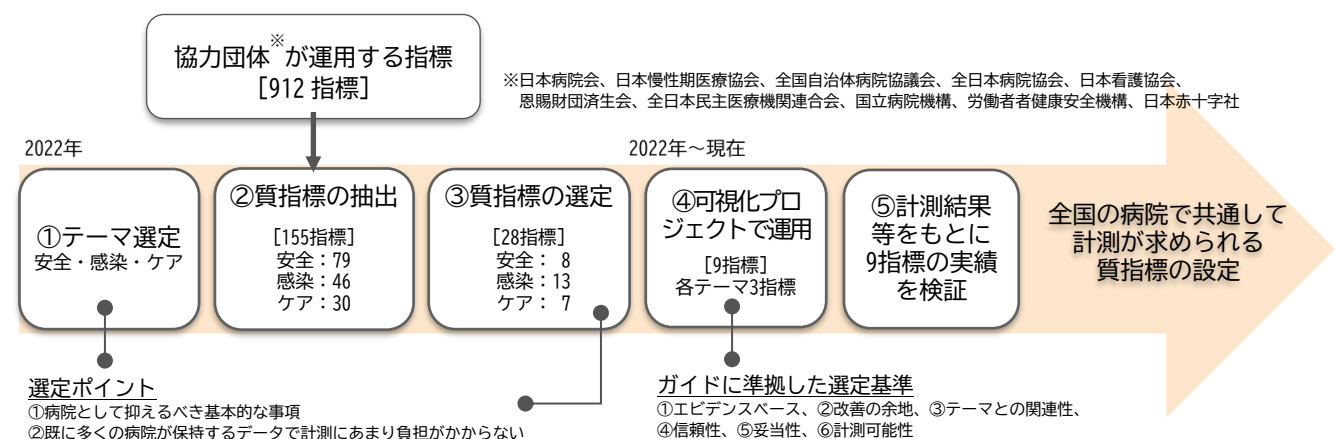 協力団体※が運用する指標
[912 指標]
※日本病院会、日本慢性期医療協会、全国自治体病院協議会、全日本病院協会、日本看護協会、
恩賜財団済生会、全日本民主医療機関連合会、国立病院機構、労働者者健康安全機構、日本赤十字社
2022年
2022年～現在
①テーマ選定
安全・感染・ケア
②質指標の抽出
[155指標]
安全：79
感染：46
ケア：30
③質指標の選定
[28指標]
安全： 8
感染：13
ケア： 7
④可視化プロ
ジェクトで運用
[9指標]
各テーマ3指標
⑤計測結果
等をもとに
9指標の実績
を検証
全国の病院で共通して
計測が求められる
質指標の設定
選定ポイント
①病院として抑えるべき基本的な事項
②既に多くの病院が保持するデータで計測にあまり負担がかからない
ガイドに準拠した選定基準
①エビデンスベース、②改善の余地、③テーマとの関連性、
④信頼性、⑤妥当性、⑥計測可能性